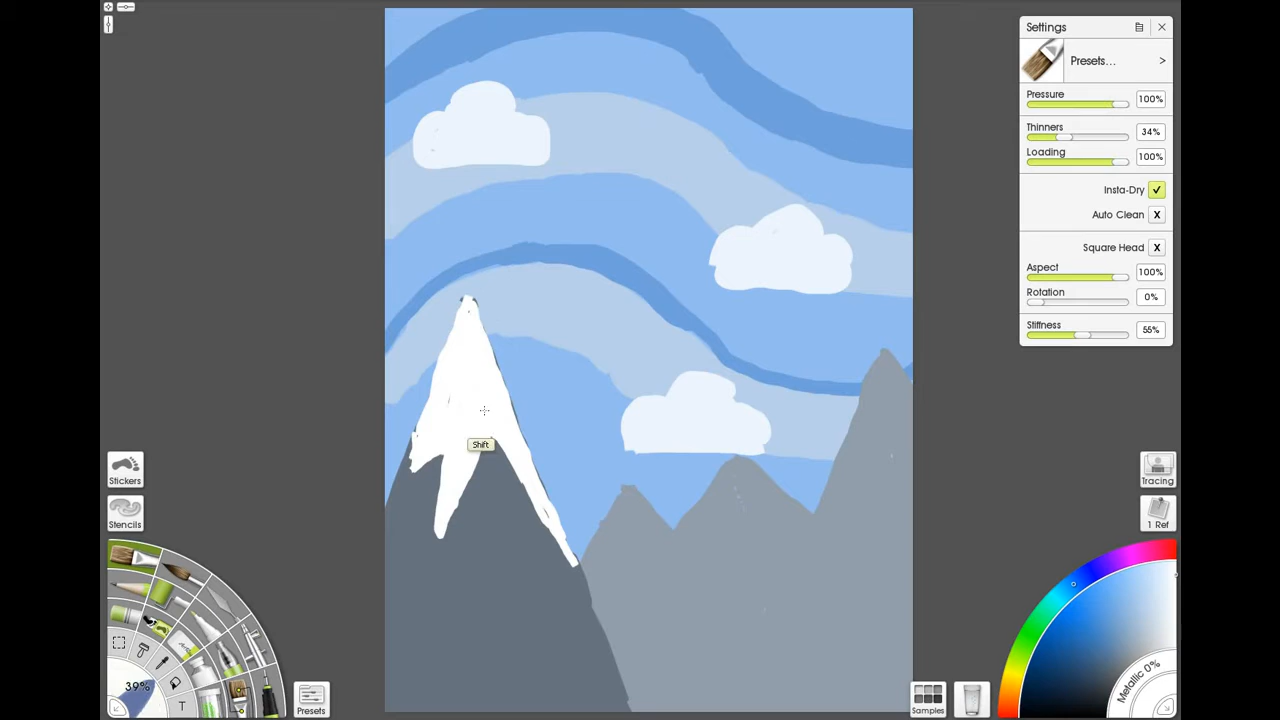 Settings
Presets... >
Pressure 100%
Thinners 34%
Loading 100%
Insta-Dry
Auto Clean X
Square Head X
Aspect 100%
Rotation 0%
Stiffness 55%
Shift
Stickers
Stencils
39%
T
Presets
Tracing
1 Ref
Metallic 0%
Samples